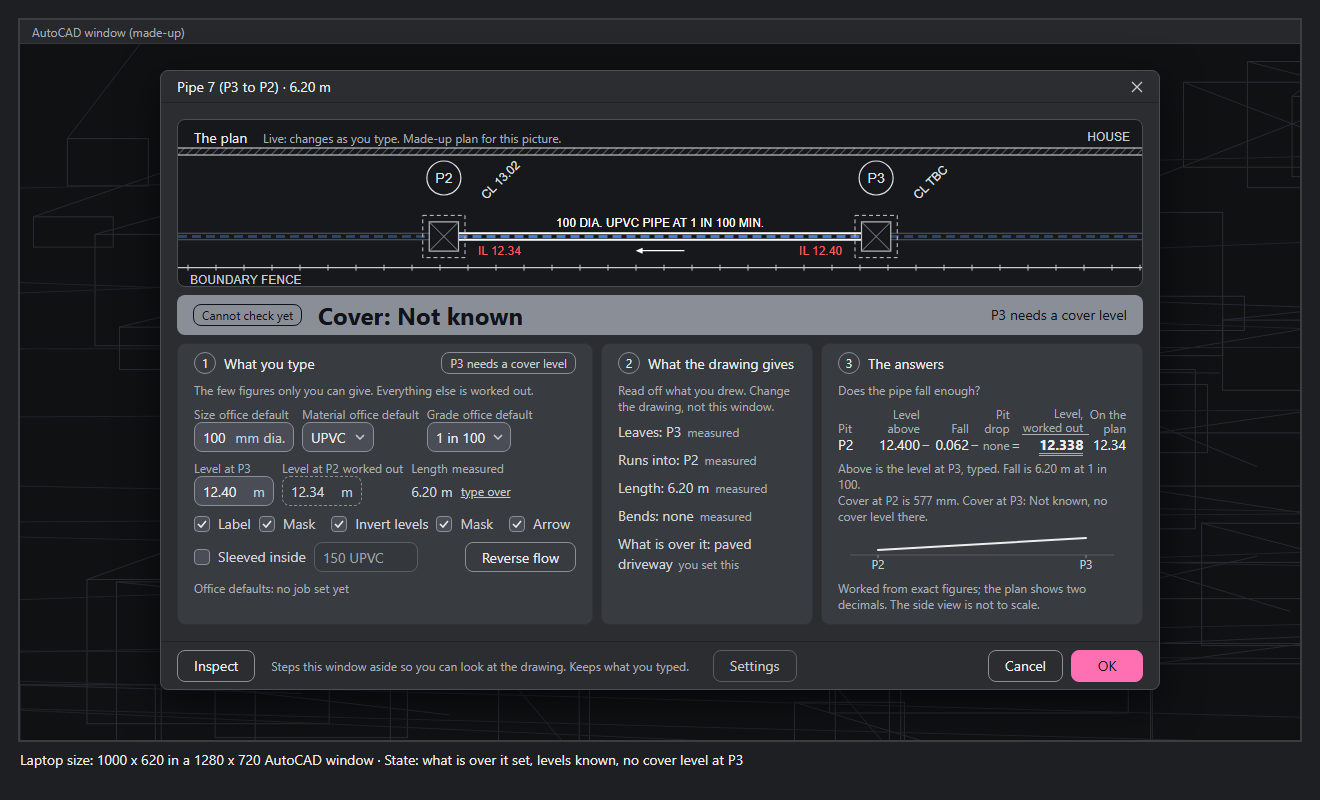 AutoCAD window (made-up)
Pipe 7 (P3 to P2) · 6.20 m
The plan Live: changes as you type. Made-up plan for this picture. HOUSE
P2 CL 13.02 P3 CL TBC
100 DIA. UPVC PIPE AT 1 IN 100 MIN.
IL 12.34 IL 12.40
BOUNDARY FENCE
Cannot check yet Cover: Not known P3 needs a cover level
1 What you type P3 needs a cover level
The few figures only you can give. Everything else is worked out.
Size office default Material office default Grade office default
100 mm dia. UPVC 1 in 100
Level at P3 Level at P2 worked out Length measured
12.40 m 12.34 m 6.20 m type over
Label Mask Invert levels Mask Arrow
Sleeved inside 150 UPVC Reverse flow
Office defaults: no job set yet
2 What the drawing gives
Read off what you drew. Change
the drawing, not this window.
Leaves: P3 measured
Runs into: P2 measured
Length: 6.20 m measured
Bends: none measured
What is over it: paved
driveway you set this
3 The answers
Does the pipe fall enough?
Level Pit Level, On the
Pit above Fall drop worked out plan
P2 12.400 – 0.062 – none = 12.338 12.34
Above is the level at P3, typed. Fall is 6.20 m at 1 in
100.
Cover at P2 is 577 mm. Cover at P3: Not known, no
cover level there.
P2 P3
Worked from exact figures; the plan shows two
decimals. The side view is not to scale.
Inspect Steps this window aside so you can look at the drawing. Keeps what you typed. Settings Cancel OK
Laptop size: 1000 x 620 in a 1280 x 720 AutoCAD window · State: what is over it set, levels known, no cover level at P3